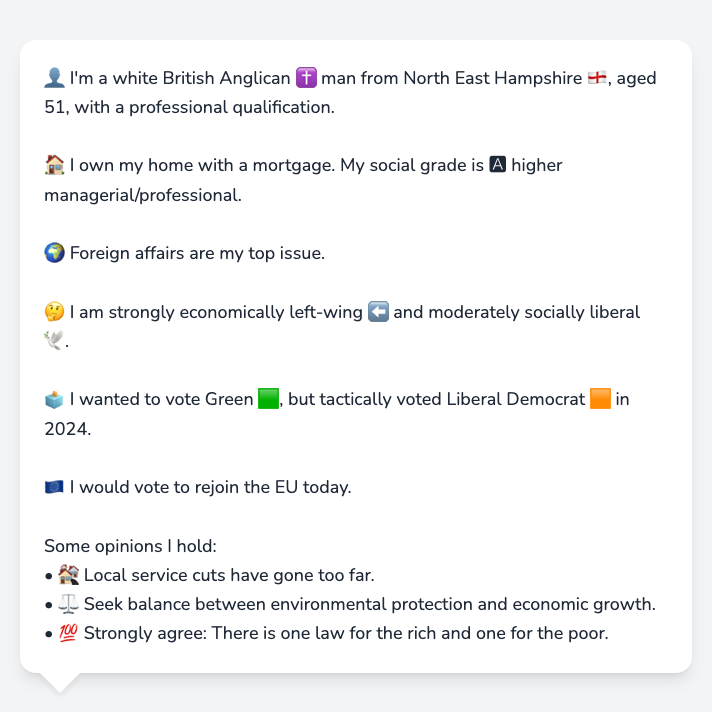 👤 I'm a white British Anglican ✝️ man from North East Hampshire 🏴󠁧󠁢󠁥󠁮󠁧󠁿, aged
51, with a professional qualification.
🏠 I own my home with a mortgage. My social grade is 🅰 higher
managerial/professional.
🌍 Foreign affairs are my top issue.
🤔 I am strongly economically left-wing ⬅️ and moderately socially liberal
🕊️.
🗳️ I wanted to vote Green 🟩, but tactically voted Liberal Democrat 🟧 in
2024.
🇪🇺 I would vote to rejoin the EU today.
Some opinions I hold:
• 🏚️ Local service cuts have gone too far.
• ⚖️ Seek balance between environmental protection and economic growth.
• 💯 Strongly agree: There is one law for the rich and one for the poor.